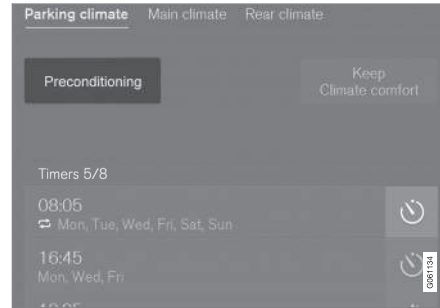 Parking climate Main climate Rear climate
Preconditioning
Keep
Climate comfort
Timers 5/8
08:05
Mon, Tue, Wed, Fri, Sat, Sun
16:45
Mon, Wed, Fri
G061134